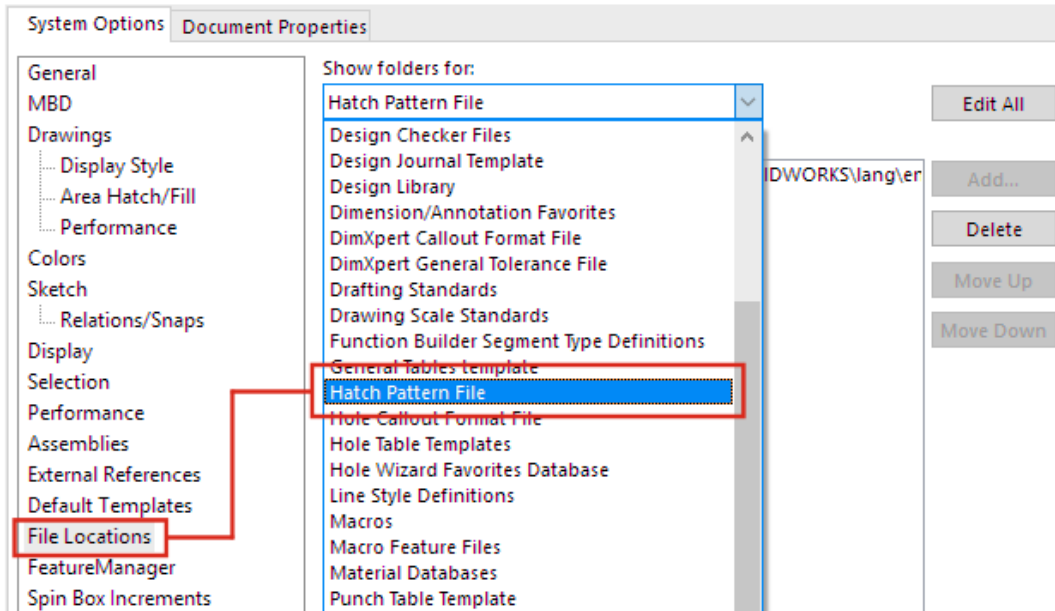 System Options
Document Properties
General
MBD
Drawings
Display Style
Area Hatch/Fill
Performance
Colors
Sketch
Relations/Snaps
Display
Selection
Performance
Assemblies
External References
Default Templates
File Locations
FeatureManager
Spin Box Increments
Show folders for:
Hatch Pattern File
Design Checker Files
Design Journal Template
Design Library
Dimension/Annotation Favorites
DimXpert Callout Format File
DimXpert General Tolerance File
Drafting Standards
Drawing Scale Standards
Function Builder Segment Type Definitions
General Tables template
Hatch Pattern File
Hole Callout Format File
Hole Table Templates
Hole Wizard Favorites Database
Line Style Definitions
Macros
Macro Feature Files
Material Databases
Punch Table Template
IDWORKS\lang\er
Edit All
Add...
Delete
Move Up
Move Down